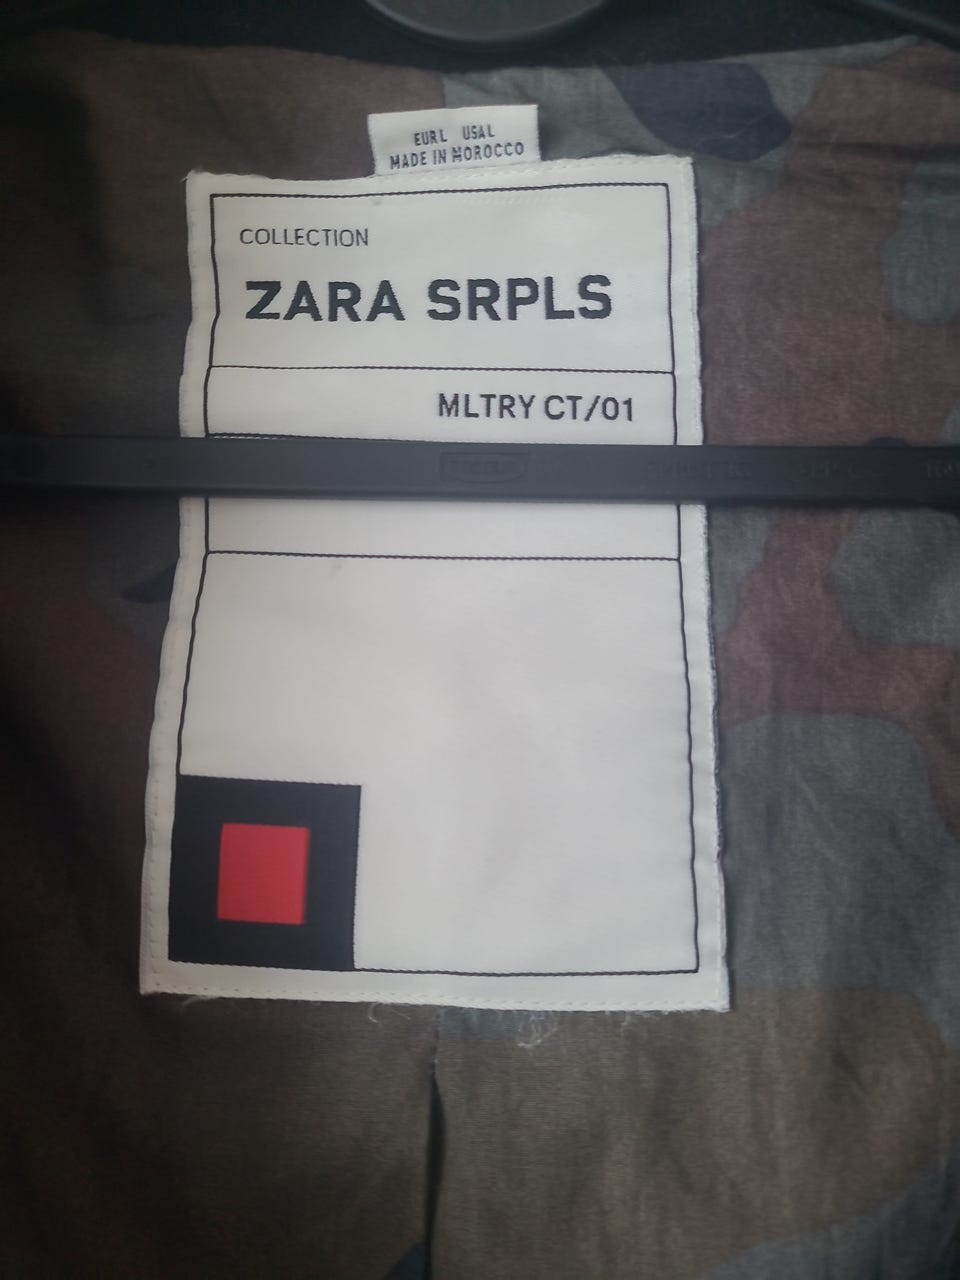 EUR L USA L
MADE IN MOROCCO
COLLECTION
ZARA SRPLS
MLTRY CT/01